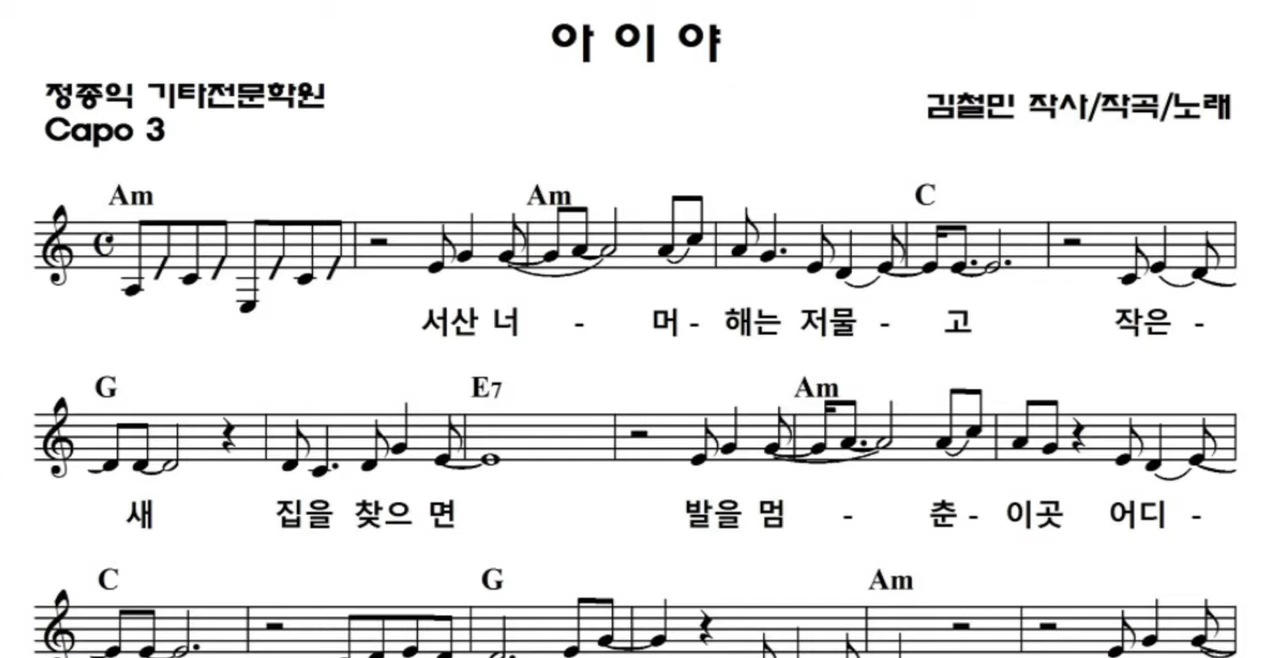 아이야
정종익 기타전문학원
Capo 3
김철민 작사/작곡/노래
Am Am C
서산 너 - 머 - 해는 저물 - 고 작은 -
G E7 Am
새 집을 찾으 면 발을 멈 - 춘 - 이곳 어디 -
C G Am